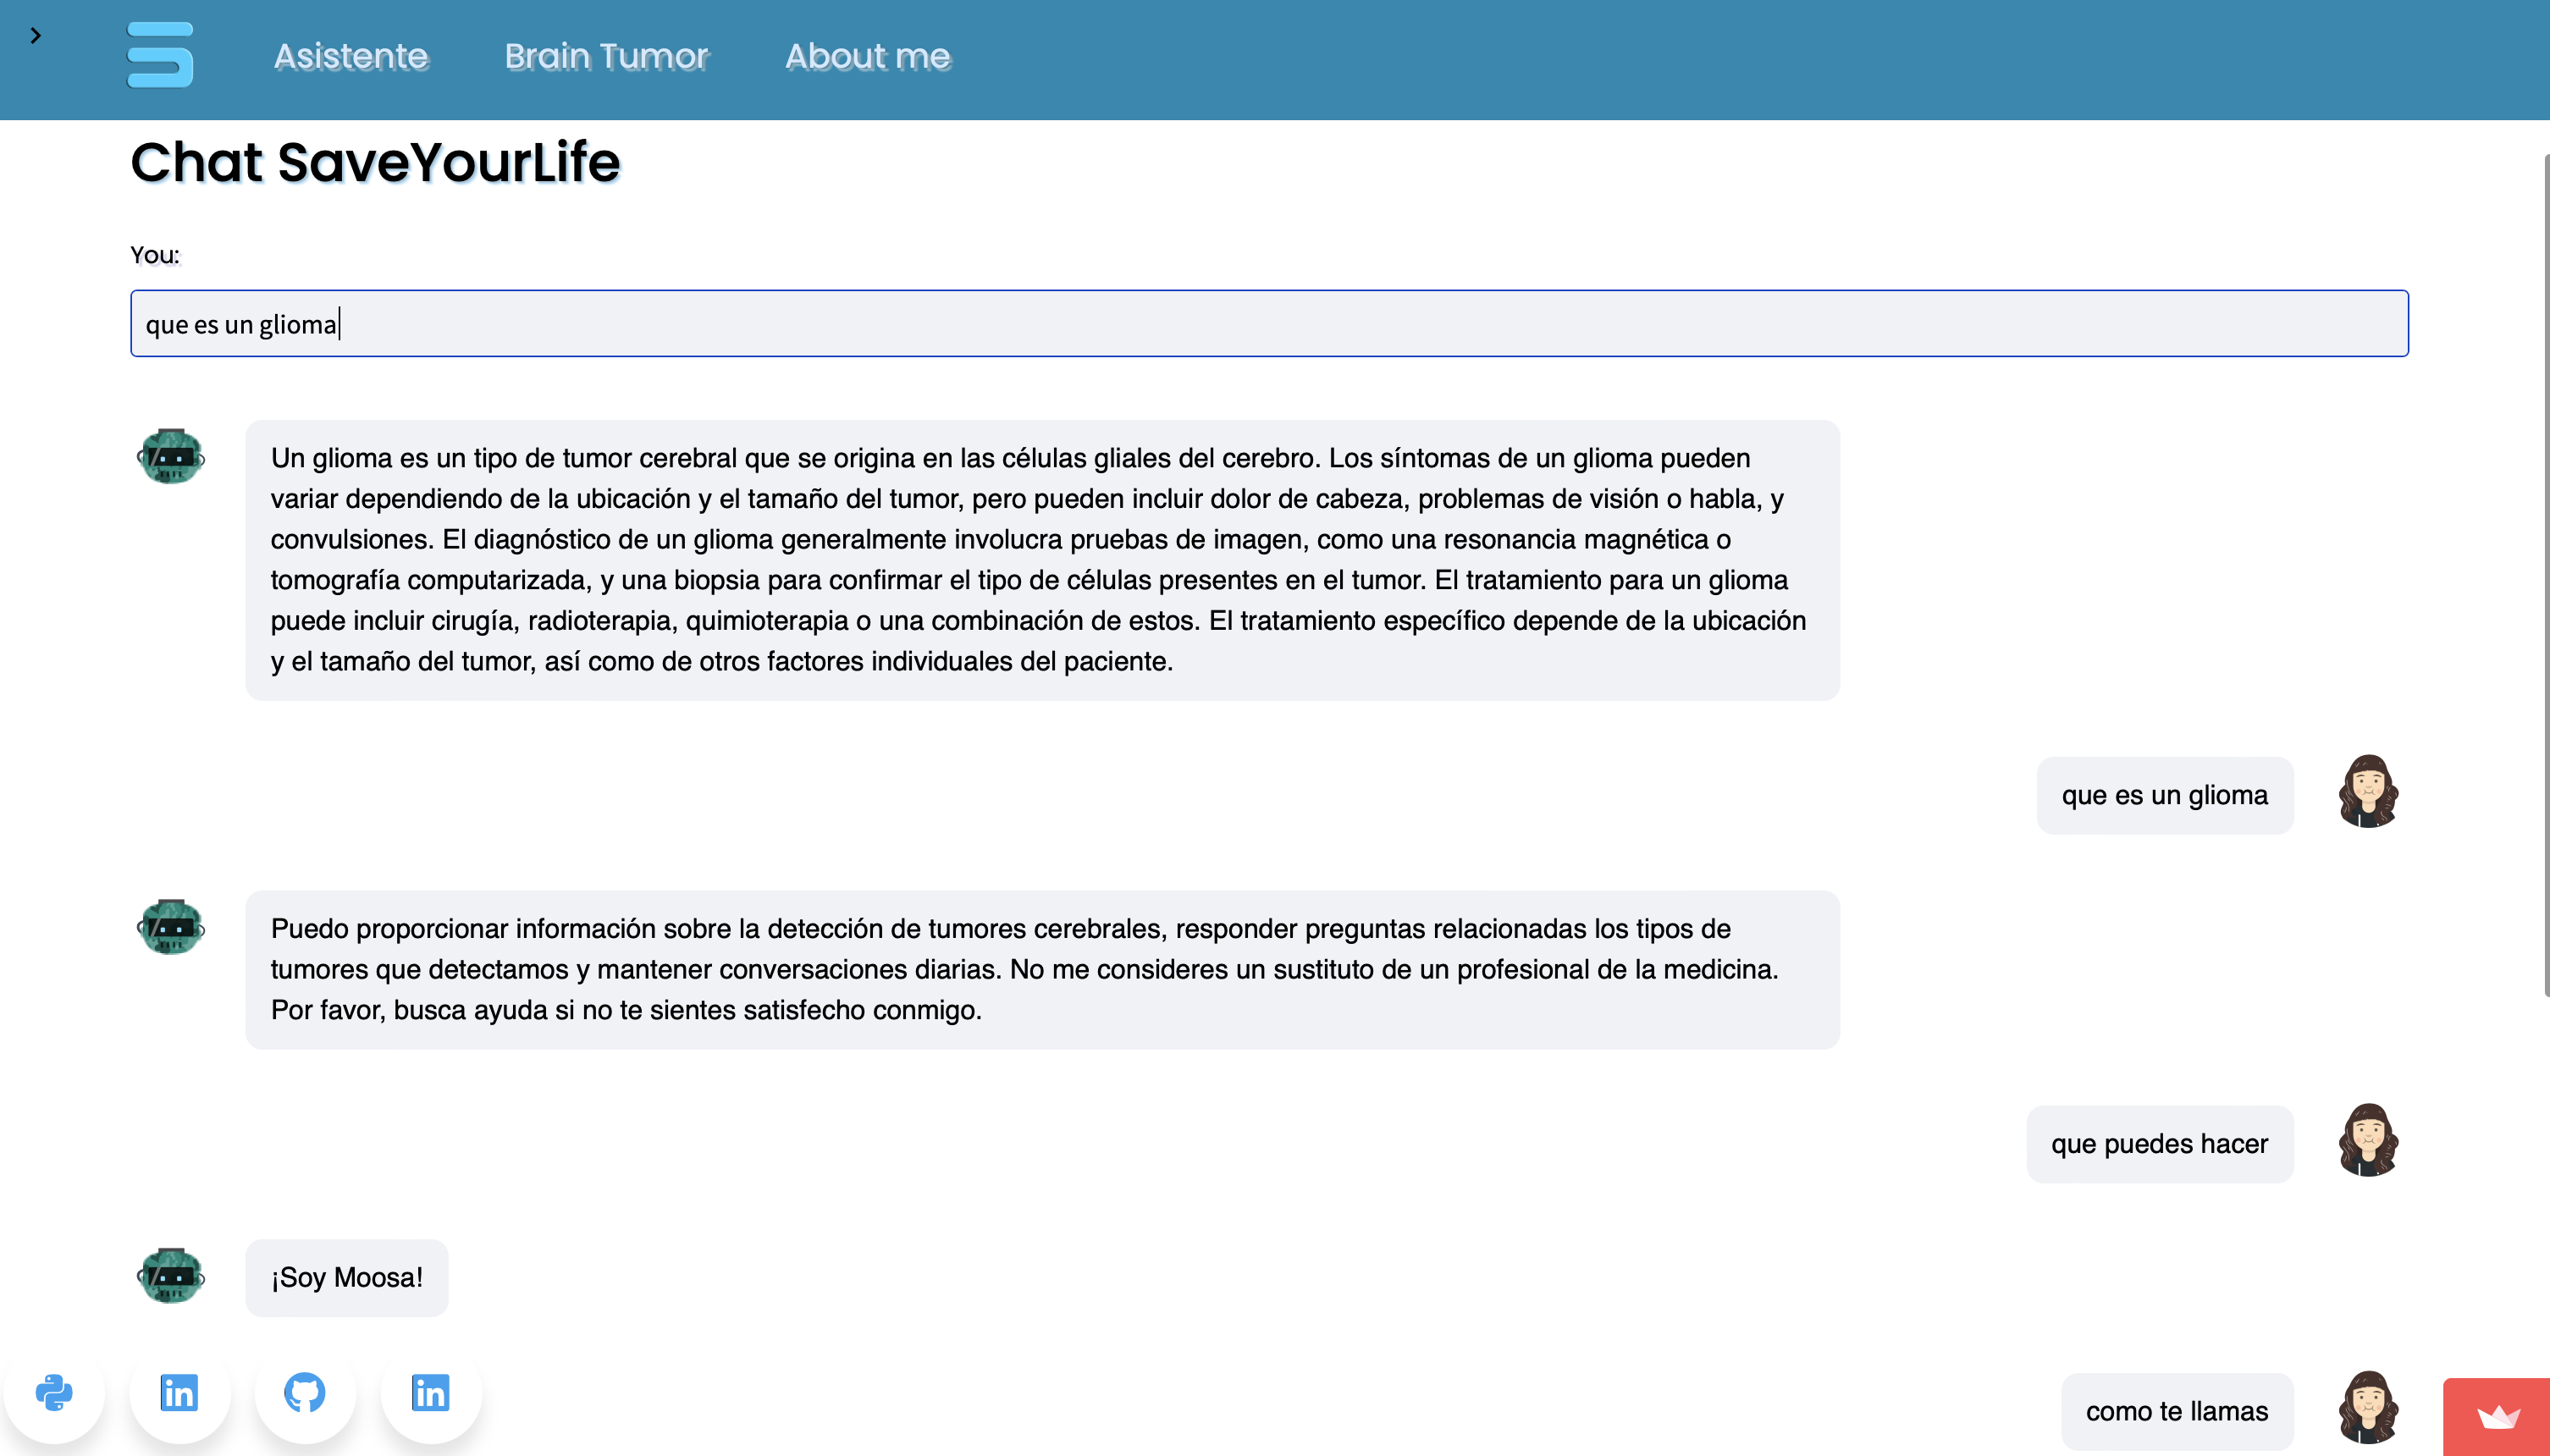 Asistente Brain Tumor About me
Chat SaveYourLife
You:
que es un glioma
Un glioma es un tipo de tumor cerebral que se origina en las células gliales del cerebro. Los síntomas de un glioma pueden
variar dependiendo de la ubicación y el tamaño del tumor, pero pueden incluir dolor de cabeza, problemas de visión o habla, y
convulsiones. El diagnóstico de un glioma generalmente involucra pruebas de imagen, como una resonancia magnética o
tomografía computarizada, y una biopsia para confirmar el tipo de células presentes en el tumor. El tratamiento para un glioma
puede incluir cirugía, radioterapia, quimioterapia o una combinación de estos. El tratamiento específico depende de la ubicación
y el tamaño del tumor, así como de otros factores individuales del paciente.
que es un glioma
Puedo proporcionar información sobre la detección de tumores cerebrales, responder preguntas relacionadas los tipos de
tumores que detectamos y mantener conversaciones diarias. No me consideres un sustituto de un profesional de la medicina.
Por favor, busca ayuda si no te sientes satisfecho conmigo.
que puedes hacer
¡Soy Moosa!
como te llamas